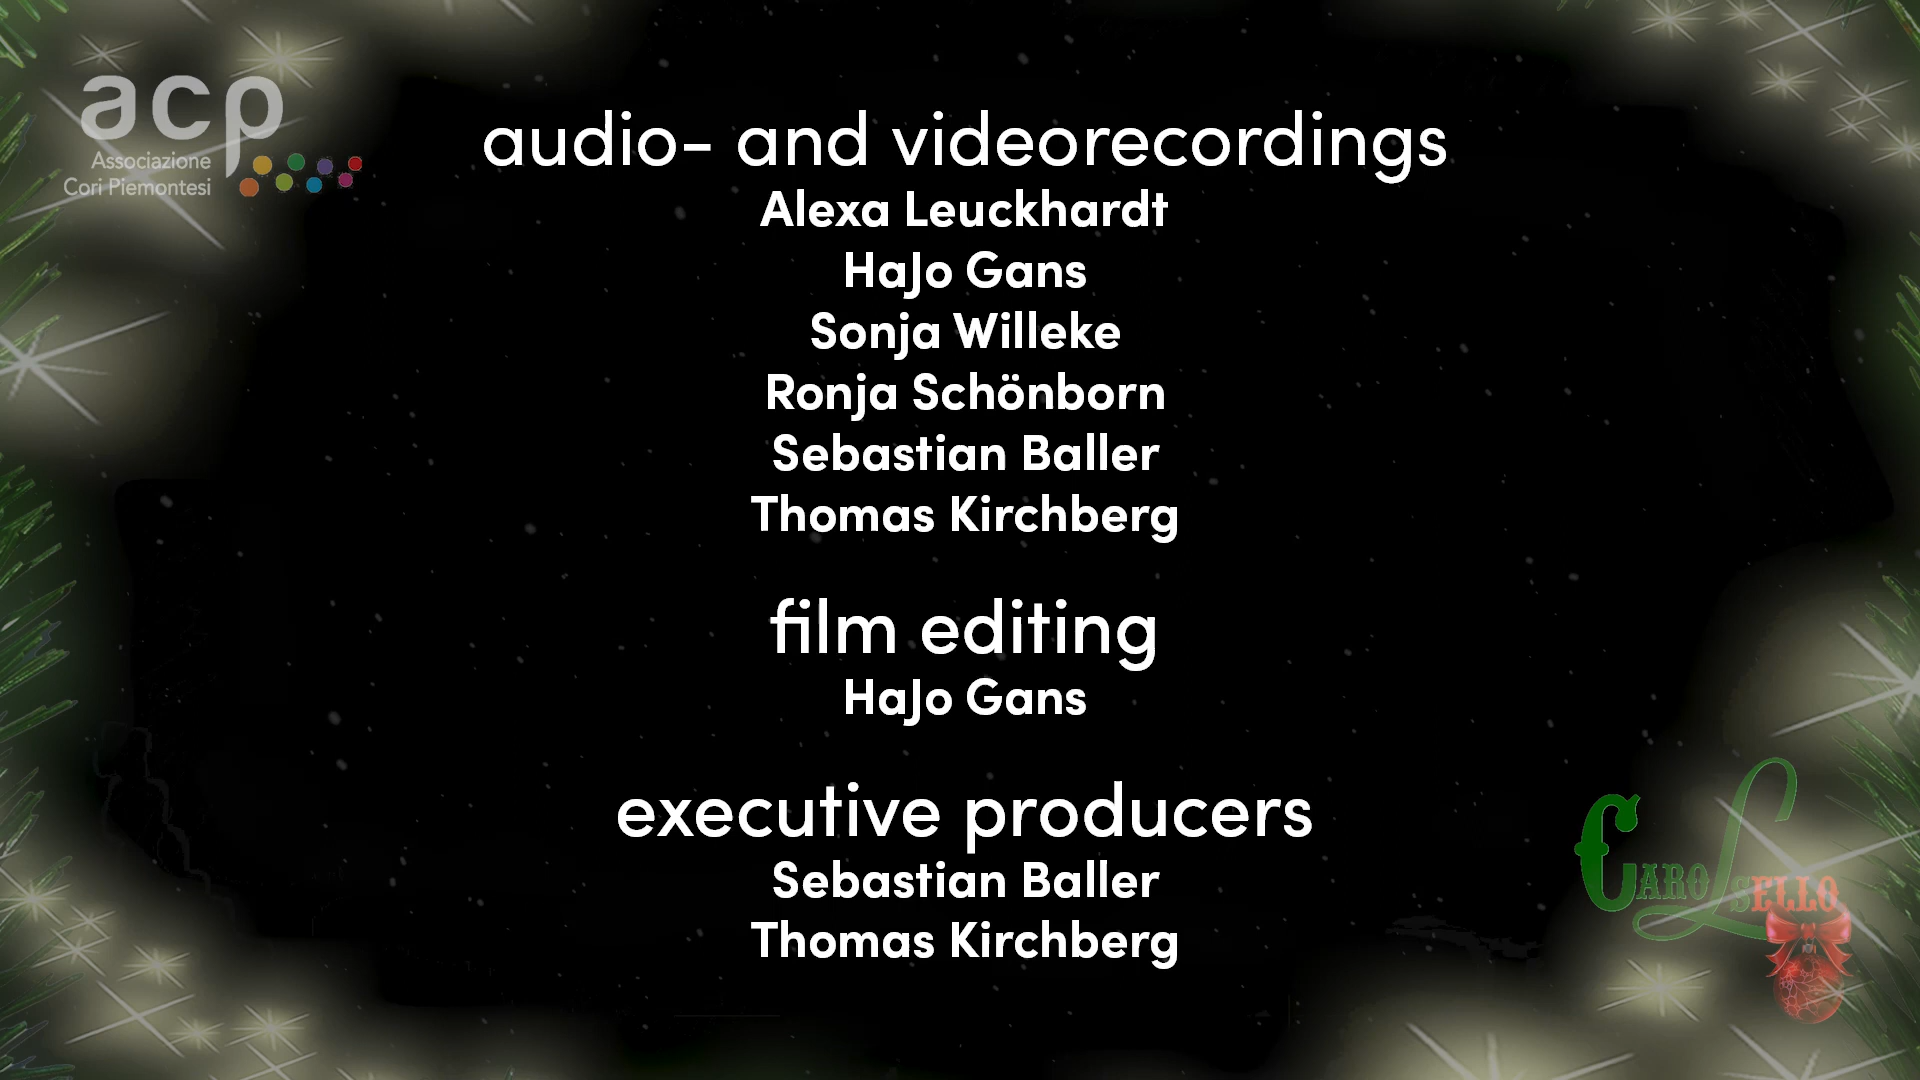 acp
Associazione
Cori Piemontesi
audio- and videorecordings
Alexa Leuckhardt
HaJo Gans
Sonja Willeke
Ronja Schönborn
Sebastian Baller
Thomas Kirchberg
film editing
HaJo Gans
executive producers
Sebastian Baller
Thomas Kirchberg
CAROLSELLO